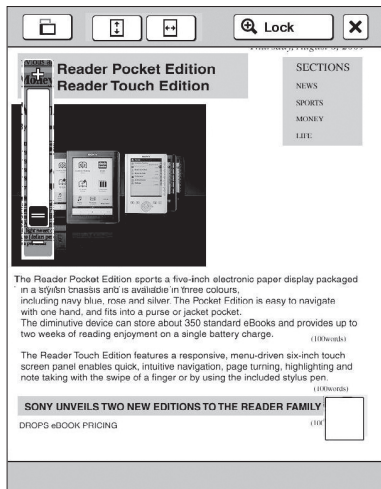 Lock
Reader Pocket Edition
Reader Touch Edition
SECTIONS
NEWS
SPORTS
MONEY
LIFE
The Reader Pocket Edition sports a five-inch electronic paper display packaged
in a stylish chassis and is available in three colours,
including navy blue, rose and silver. The Pocket Edition is easy to navigate
with one hand, and fits into a purse or jacket pocket.
The diminutive device can store about 350 standard eBooks and provides up to
two weeks of reading enjoyment on a single battery charge.
(100words)
The Reader Touch Edition features a responsive, menu-driven six-inch touch
screen panel enables quick, intuitive navigation, page turning, highlighting and
note taking with the swipe of a finger or by using the included stylus pen.
(100words)
SONY UNVEILS TWO NEW EDITIONS TO THE READER FAMILY
DROPS eBOOK PRICING